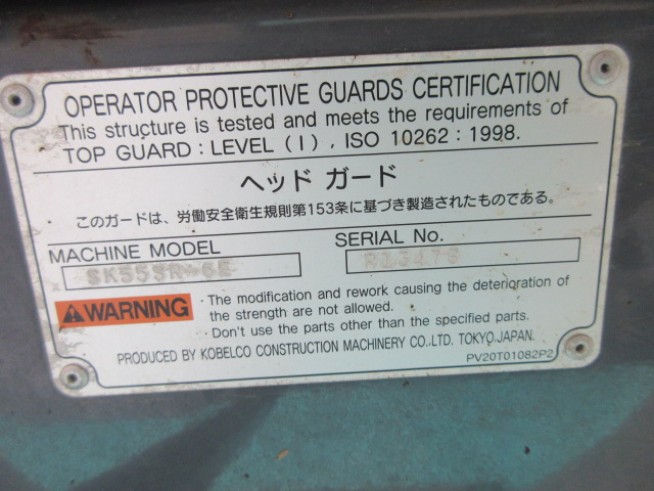 OPERATOR PROTECTIVE GUARDS CERTIFICATION
This structure is tested and meets the requirements of
TOP GUARD : LEVEL ( I ) , ISO 10262 : 1998.
ヘッド ガード
このガードは、労働安全衛生規則第153条に基づき製造されたものである。
MACHINE MODEL
SK55SR-6E
SERIAL No.
WARNING
· The modification and rework causing the deterioration of
the strength are not allowed.
· Don't use the parts other than the specified parts.
PRODUCED BY KOBELCO CONSTRUCTION MACHINERY CO.,LTD. TOKYO.JAPAN.
PV20T01082P2